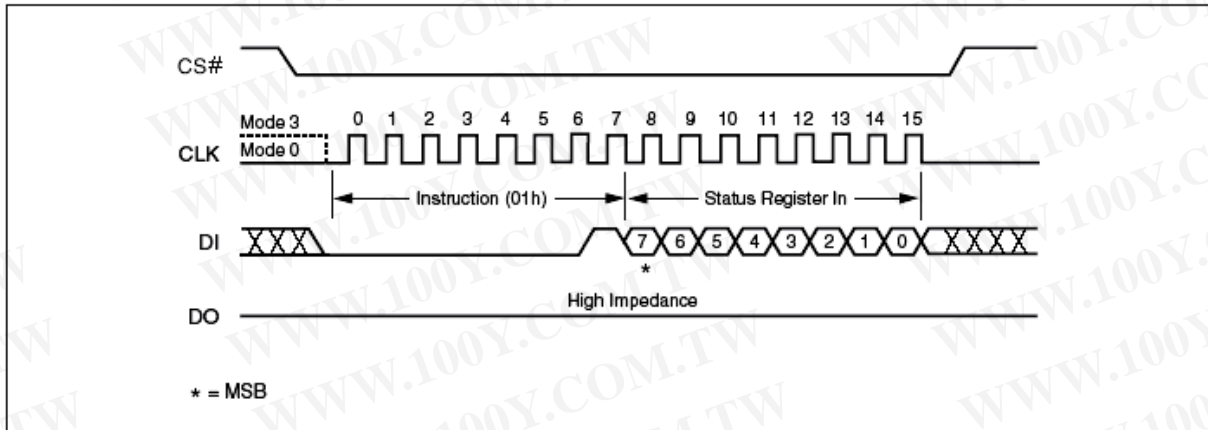 CS#
Mode 3
0 1 2 3 4 5 6 7 8 9 10 11 12 13 14 15
CLK
Mode 0
Instruction (01h)
Status Register In
DI
7 6 5 4 3 2 1 0
*
High Impedance
DO
* = MSB
WWW.100Y.COM.TW